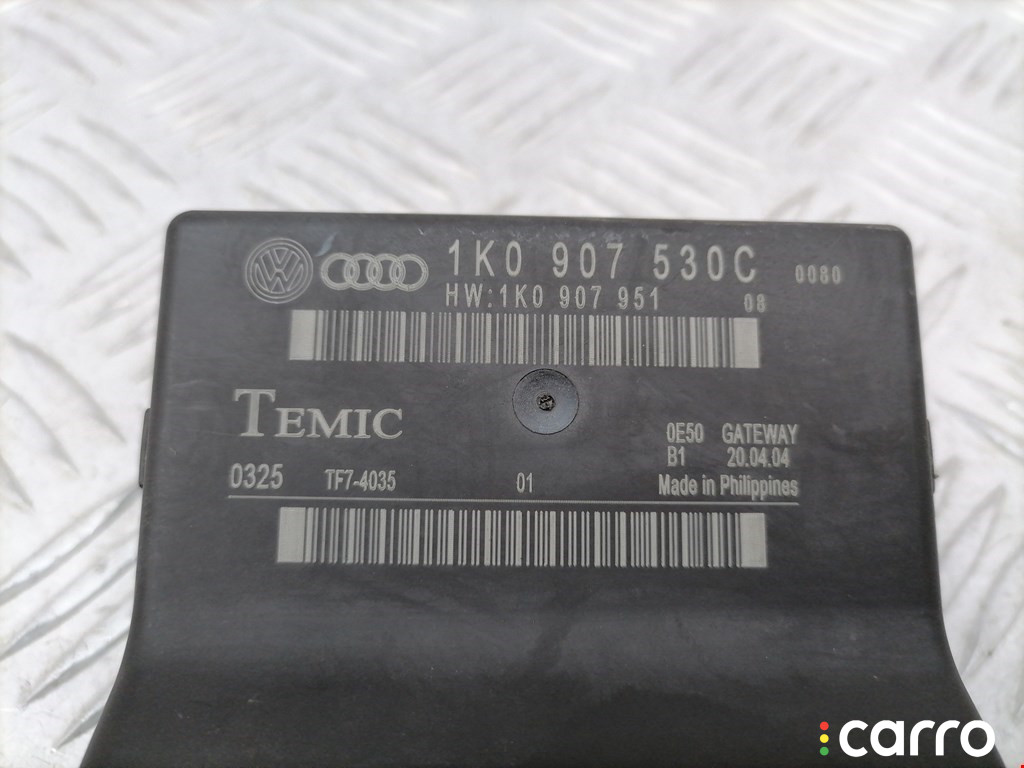 1K0 907 530C 0080
HW:1K0 907 951 08
TEMIC
0E50 GATEWAY
B1 20.04.04
0325 TF7-4035 01 Made in Philippines
carro